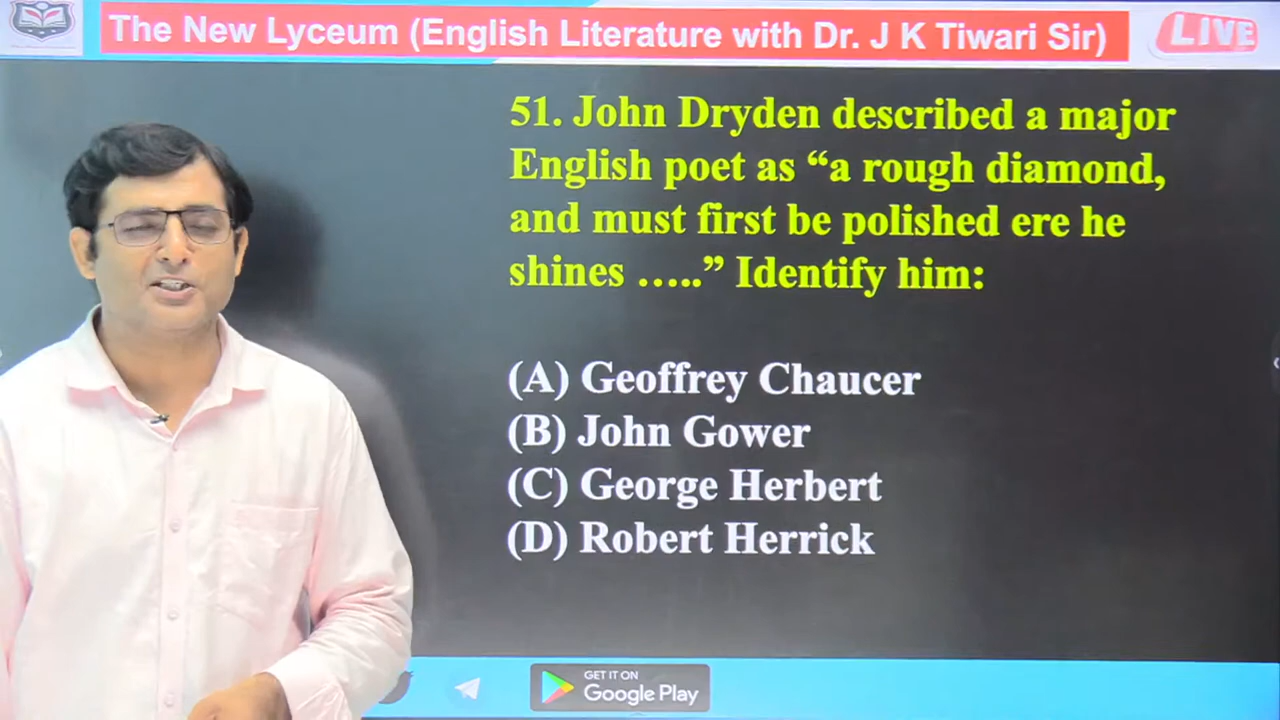 The New Lyceum (English Literature with Dr. J K Tiwari Sir)
LIVE
51. John Dryden described a major
English poet as “a rough diamond,
and must first be polished ere he
shines …..” Identify him:
(A) Geoffrey Chaucer
(B) John Gower
(C) George Herbert
(D) Robert Herrick
GET IT ON
Google Play